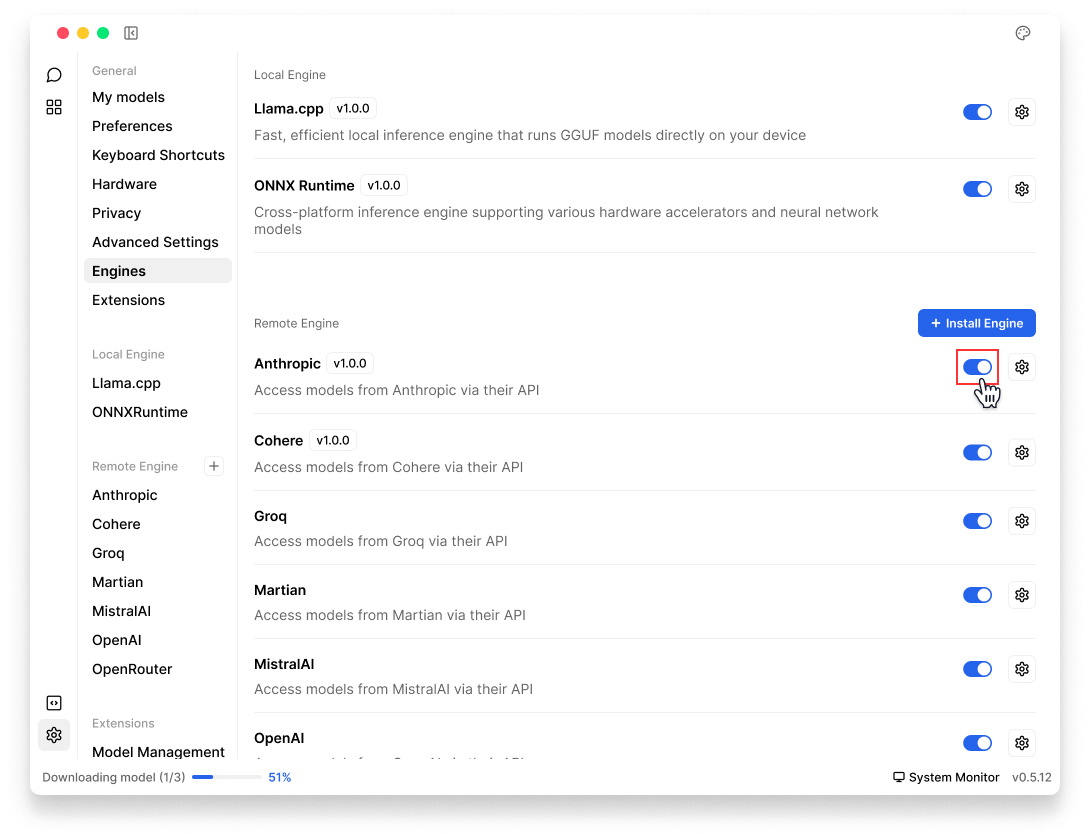 General
My models
Preferences
Keyboard Shortcuts
Hardware
Privacy
Advanced Settings
Engines
Extensions
Local Engine
Llama.cpp
ONNXRuntime
Remote Engine
Anthropic
Cohere
Groq
Martian
MistralAI
OpenAI
OpenRouter
Extensions
Model Management
Local Engine
Llama.cpp v1.0.0
Fast, efficient local inference engine that runs GGUF models directly on your device
ONNX Runtime v1.0.0
Cross-platform inference engine supporting various hardware accelerators and neural network
models
Remote Engine
+ Install Engine
Anthropic v1.0.0
Access models from Anthropic via their API
Cohere v1.0.0
Access models from Cohere via their API
Groq
Access models from Groq via their API
Martian
Access models from Martian via their API
MistralAI
Access models from MistralAI via their API
OpenAI
Downloading model (1/3) 51%
System Monitor v0.5.12